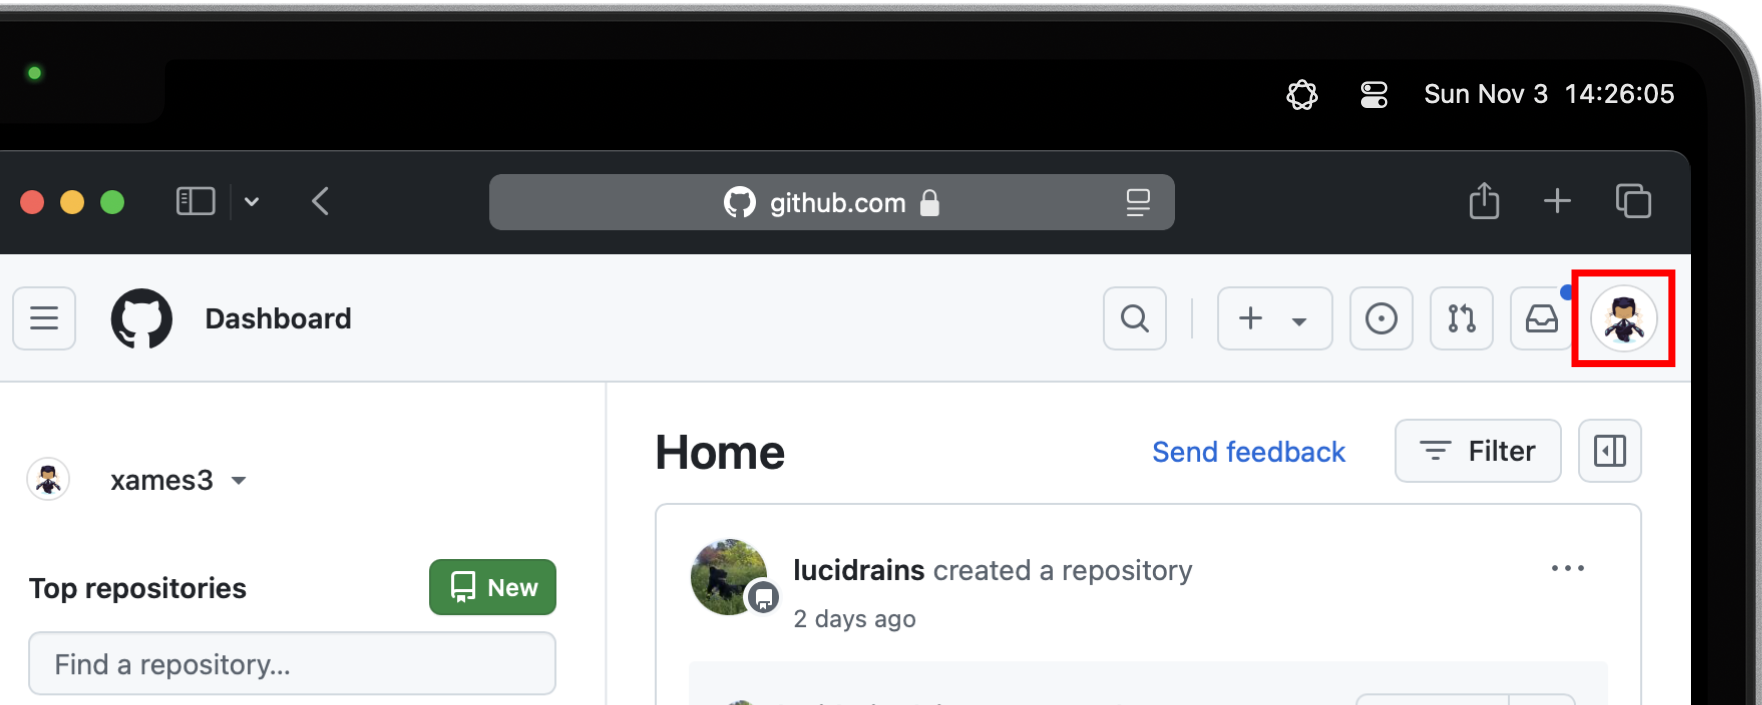 Sun Nov 3 14:26:05
github.com
Dashboard
xames3
Top repositories
New
Find a repository...
Home
Send feedback
Filter
lucidrains created a repository
2 days ago